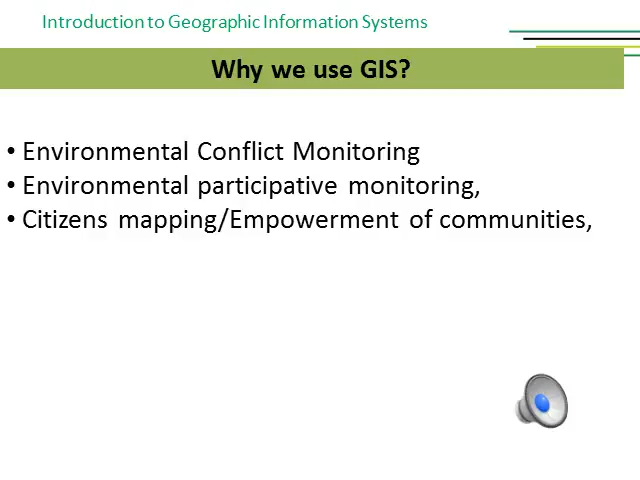 Introduction to Geographic Information Systems
Why we use GIS?
• Environmental Conflict Monitoring
• Environmental participative monitoring,
• Citizens mapping/Empowerment of communities,